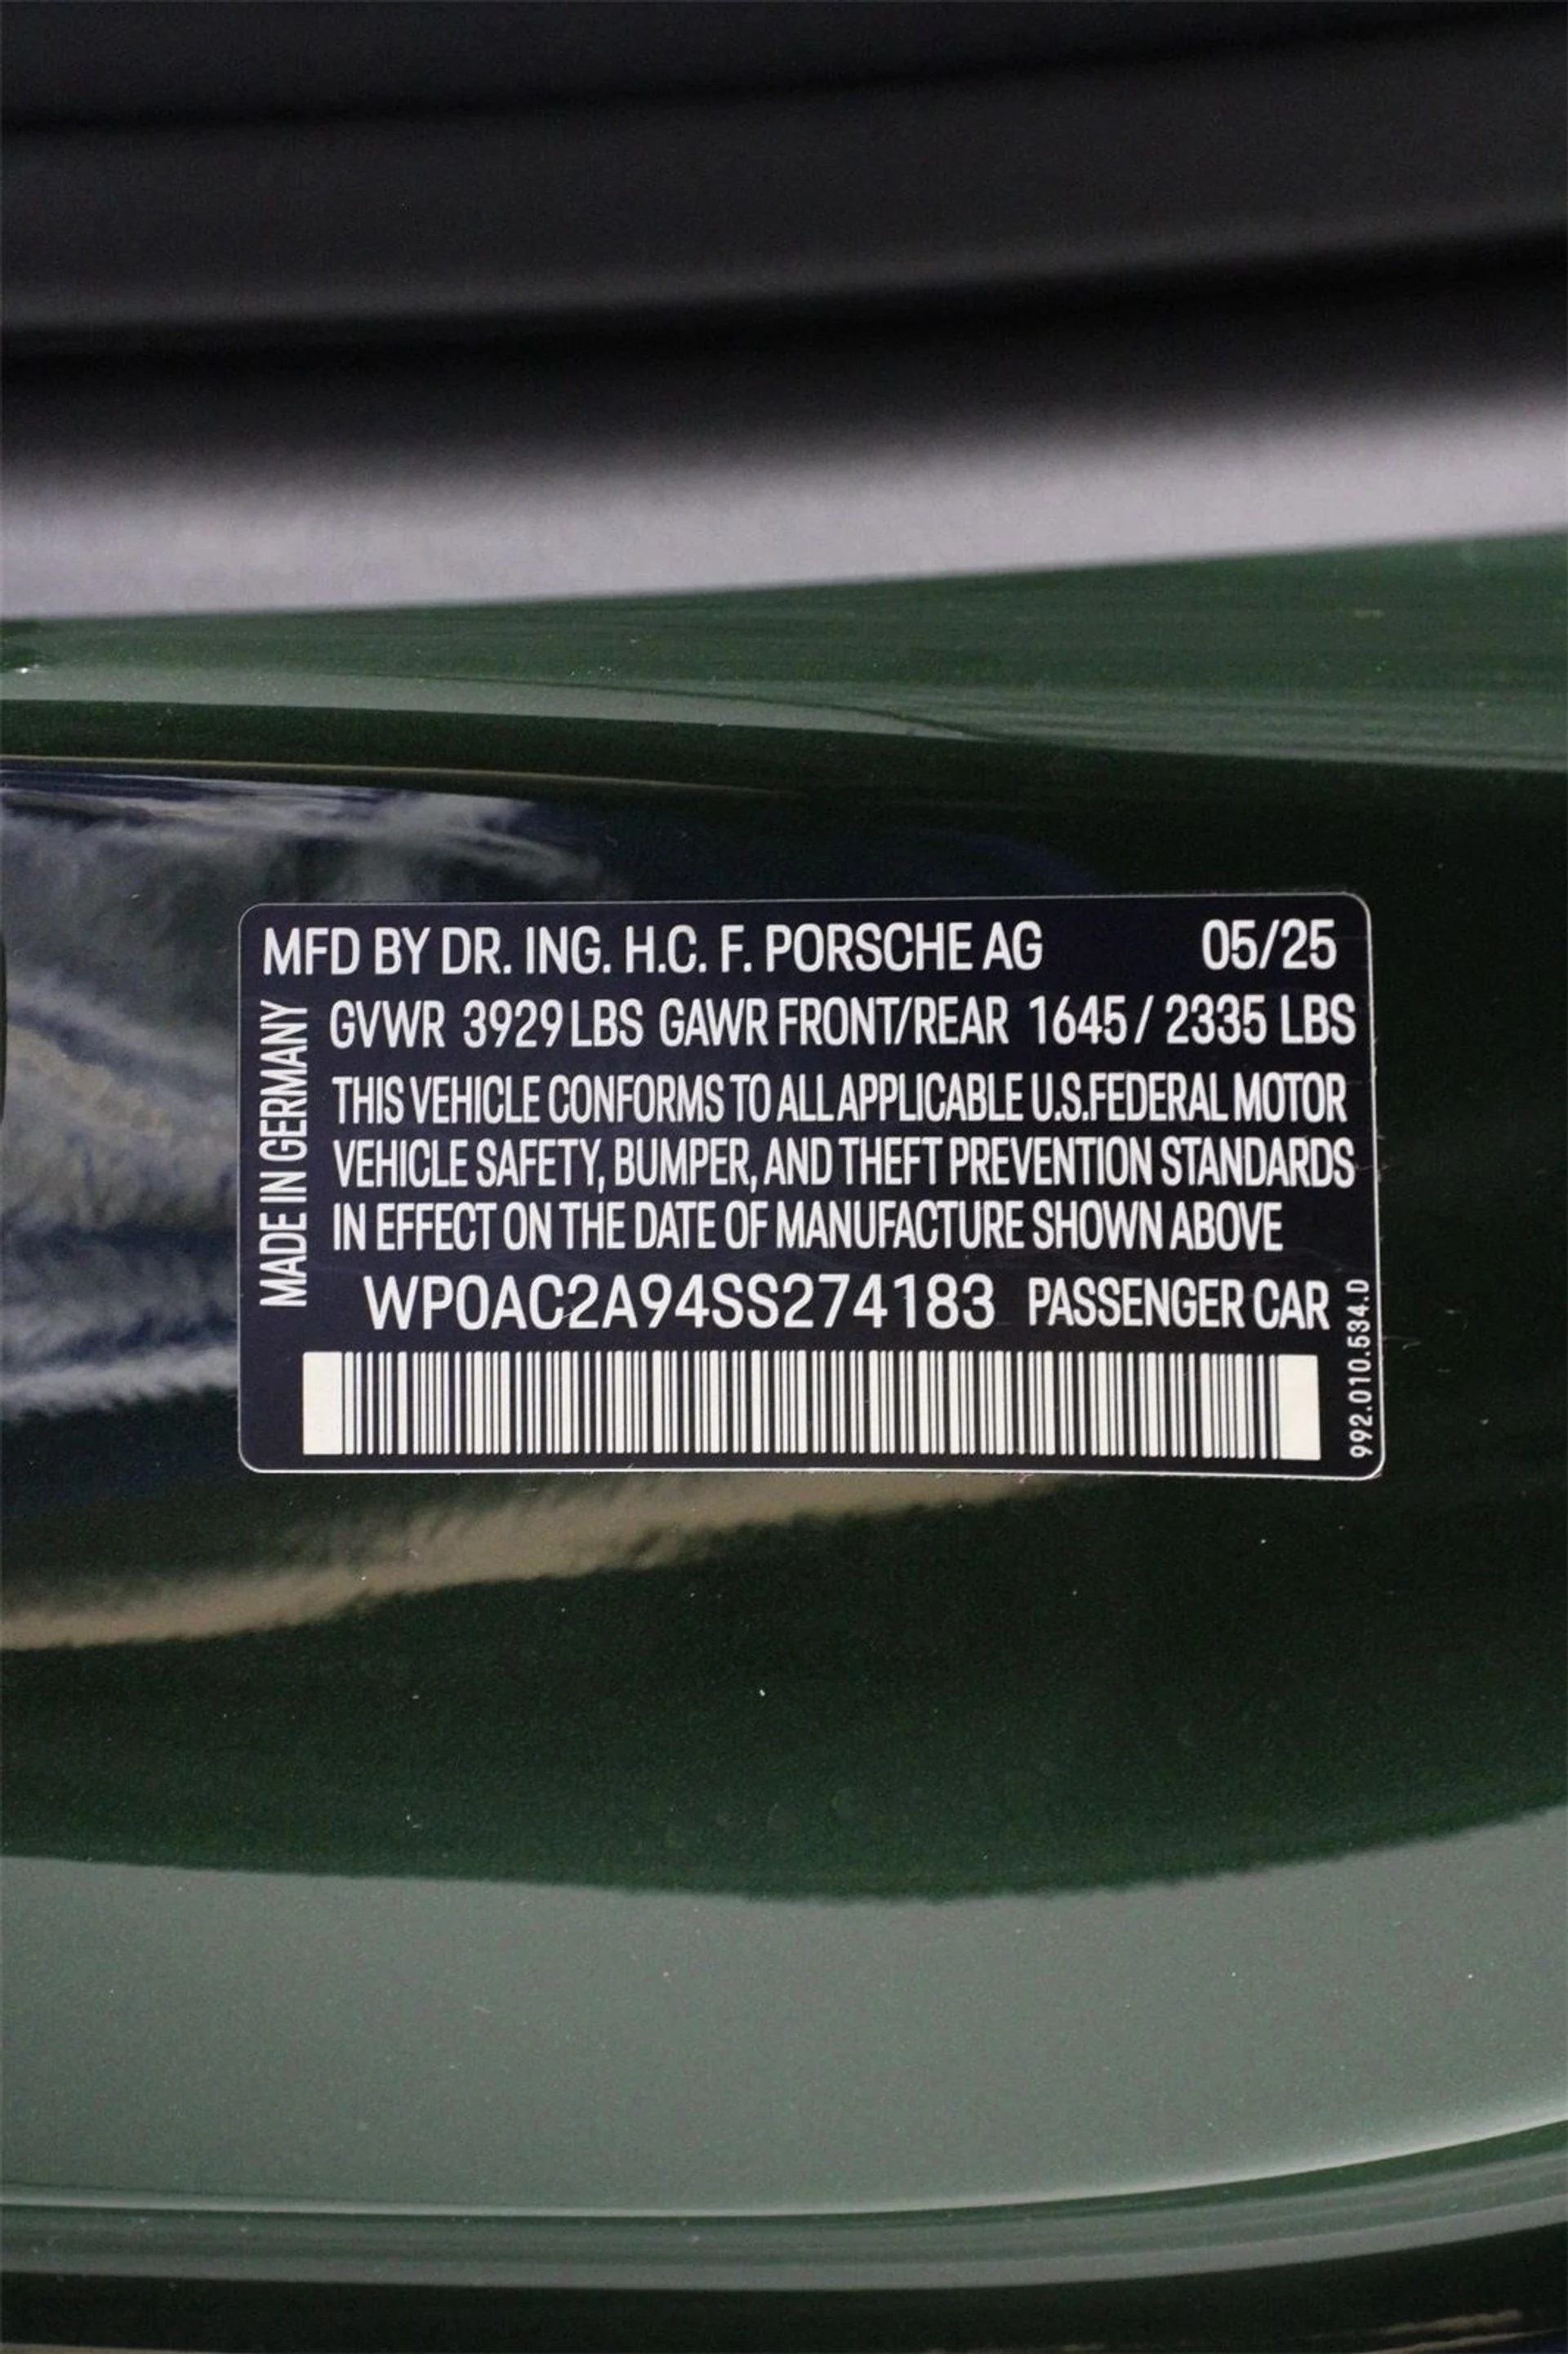 MFD BY DR. ING. H.C. F. PORSCHE AG 05/25
MADE IN GERMANY
GVWR 3929 LBS GAWR FRONT/REAR 1645 / 2335 LBS
THIS VEHICLE CONFORMS TO ALL APPLICABLE U.S.FEDERAL MOTOR
VEHICLE SAFETY, BUMPER, AND THEFT PREVENTION STANDARDS
IN EFFECT ON THE DATE OF MANUFACTURE SHOWN ABOVE
WP0AC2A94SS274183 PASSENGER CAR
992.010.534.D